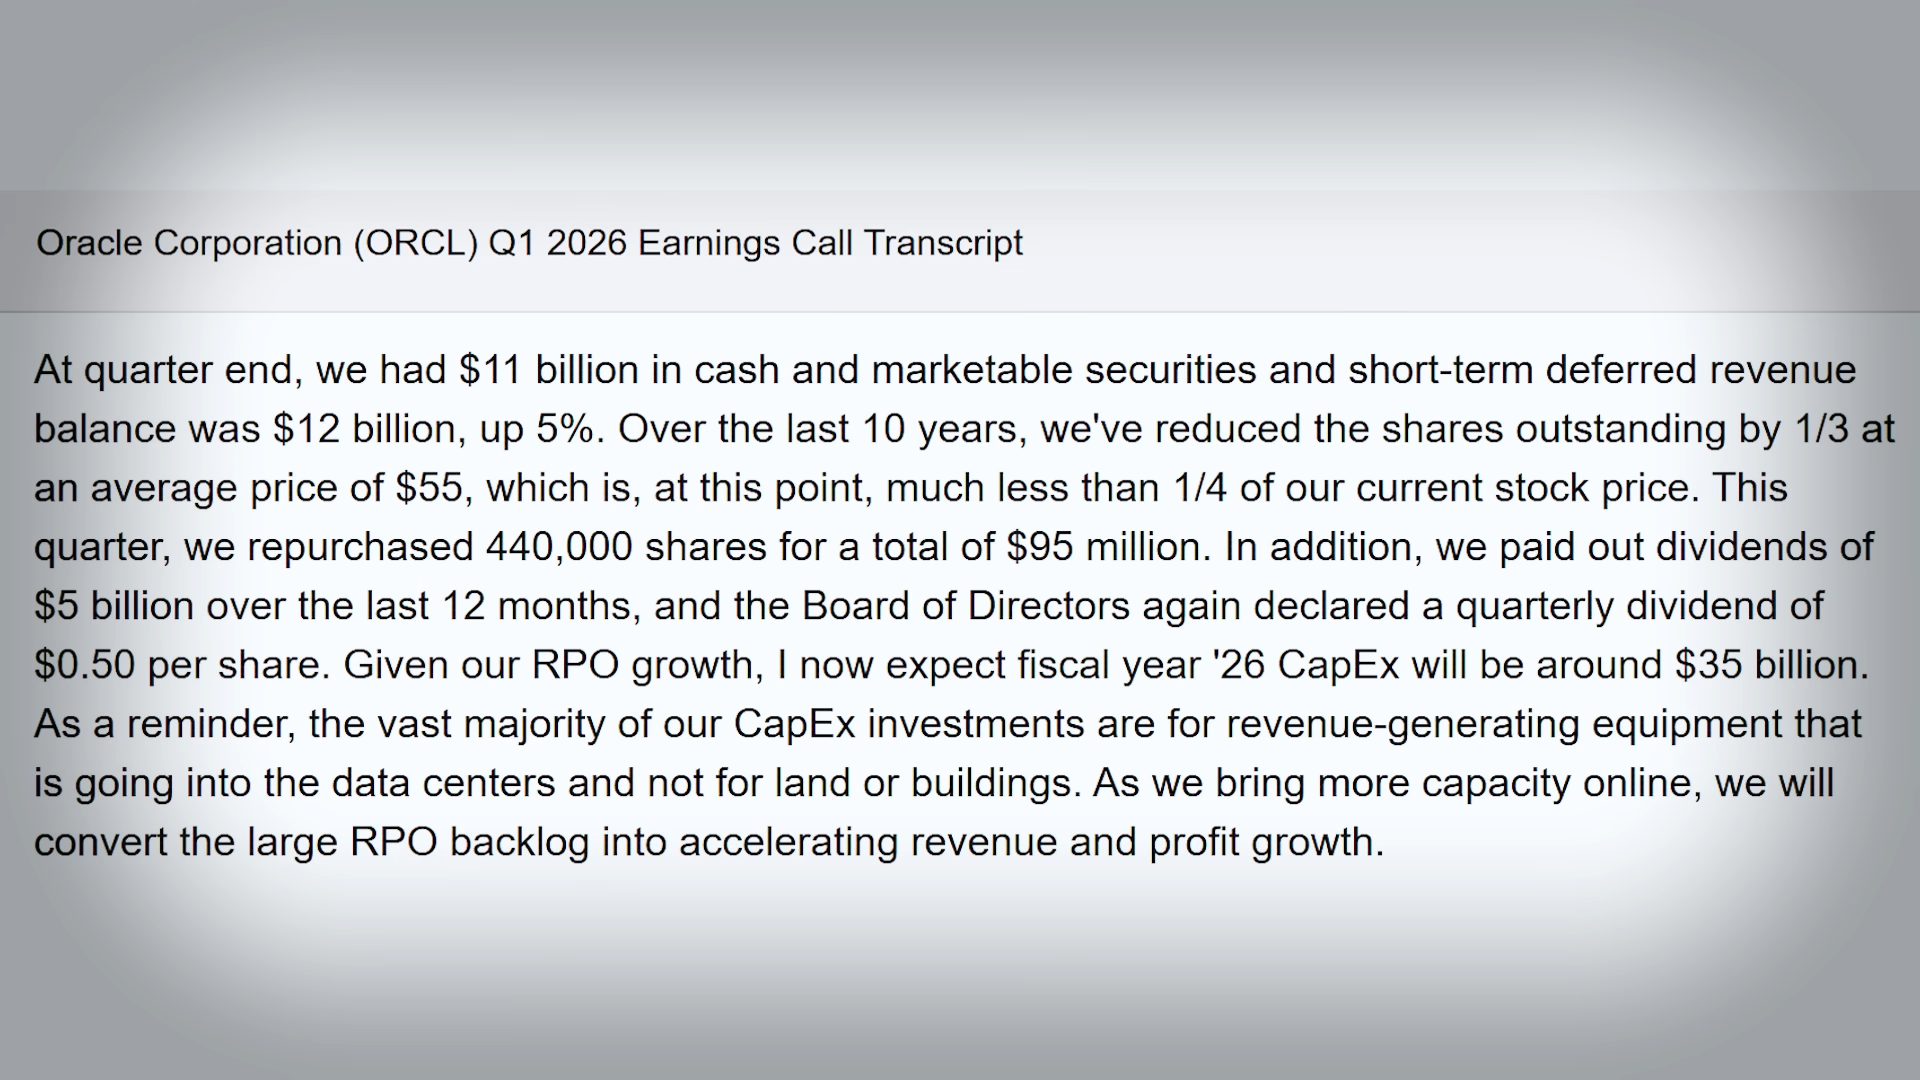 Oracle Corporation (ORCL) Q1 2026 Earnings Call Transcript
At quarter end, we had $11 billion in cash and marketable securities and short-term deferred revenue
balance was $12 billion, up 5%. Over the last 10 years, we've reduced the shares outstanding by 1/3 at
an average price of $55, which is, at this point, much less than 1/4 of our current stock price. This
quarter, we repurchased 440,000 shares for a total of $95 million. In addition, we paid out dividends of
$5 billion over the last 12 months, and the Board of Directors again declared a quarterly dividend of
$0.50 per share. Given our RPO growth, I now expect fiscal year '26 CapEx will be around $35 billion.
As a reminder, the vast majority of our CapEx investments are for revenue-generating equipment that
is going into the data centers and not for land or buildings. As we bring more capacity online, we will
convert the large RPO backlog into accelerating revenue and profit growth.